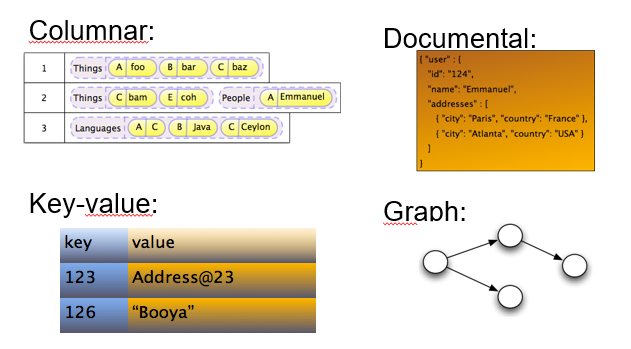 Columnar:
1 Things A foo B bar C baz
2 Things C bam E coh People A Emmanuel
3 Languages A C B Java C Ceylon
Documental:
{ "user" : {
"id": "124",
"name": "Emmanuel",
"addresses" : [
{ "city": "Paris", "country": "France" },
{ "city": "Atlanta", "country": "USA" }
]
}
Key-value:
key value
123 Address@23
126 “Booya”
Graph: